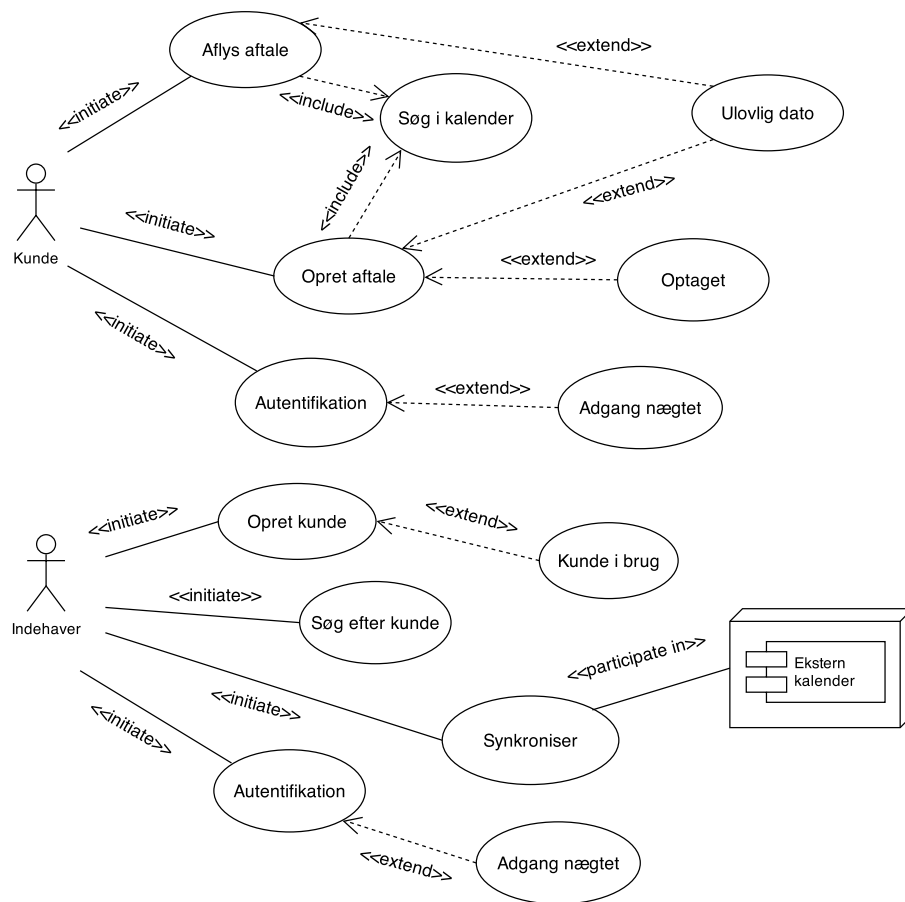 Aflys aftale
<<extend>>
<<initiate>>
<<include>>
Søg i kalender
Ulovlig dato
<<include>>
<<extend>>
Kunde
<<initiate>>
Opret aftale
<<extend>>
Optaget
<<initiate>>
Autentifikation
<<extend>>
Adgang nægtet
<<initiate>>
Opret kunde
<<extend>>
Kunde i brug
Indehaver
<<initiate>>
Søg efter kunde
<<participate in>>
Ekstern
kalender
<<initiate>>
Synkroniser
<<initiate>>
Autentifikation
<<extend>>
Adgang nægtet